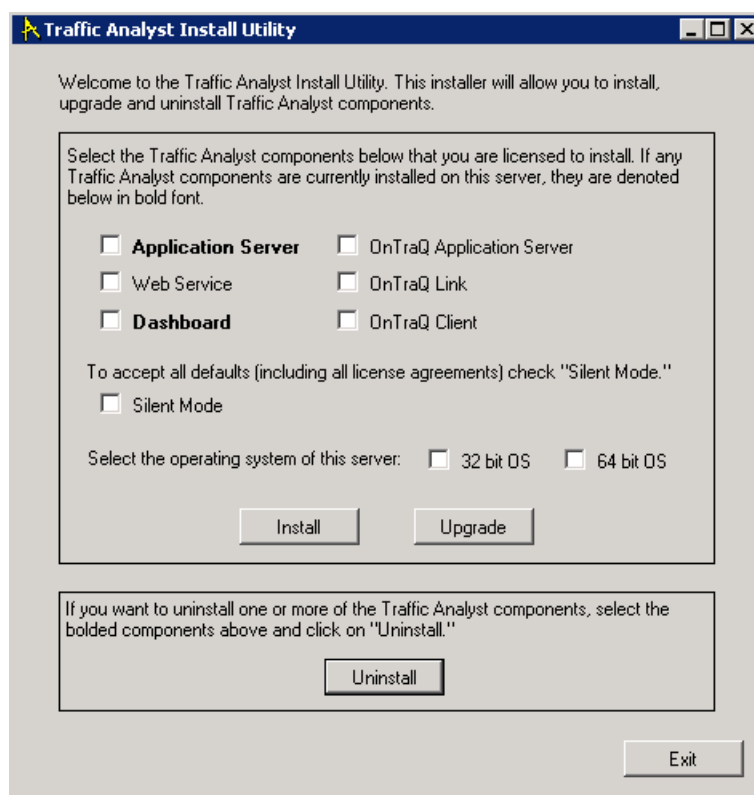 Traffic Analyst Install Utility
Welcome to the Traffic Analyst Install Utility. This installer will allow you to install,
upgrade and uninstall Traffic Analyst components.
Select the Traffic Analyst components below that you are licensed to install. If any
Traffic Analyst components are currently installed on this server, they are denoted
below in bold font.
Application Server OnTraQ Application Server
Web Service OnTraQ Link
Dashboard OnTraQ Client
To accept all defaults (including all license agreements) check "Silent Mode."
Silent Mode
Select the operating system of this server: 32 bit OS 64 bit OS
Install Upgrade
If you want to uninstall one or more of the Traffic Analyst components, select the
bolded components above and click on "Uninstall."
Uninstall
Exit